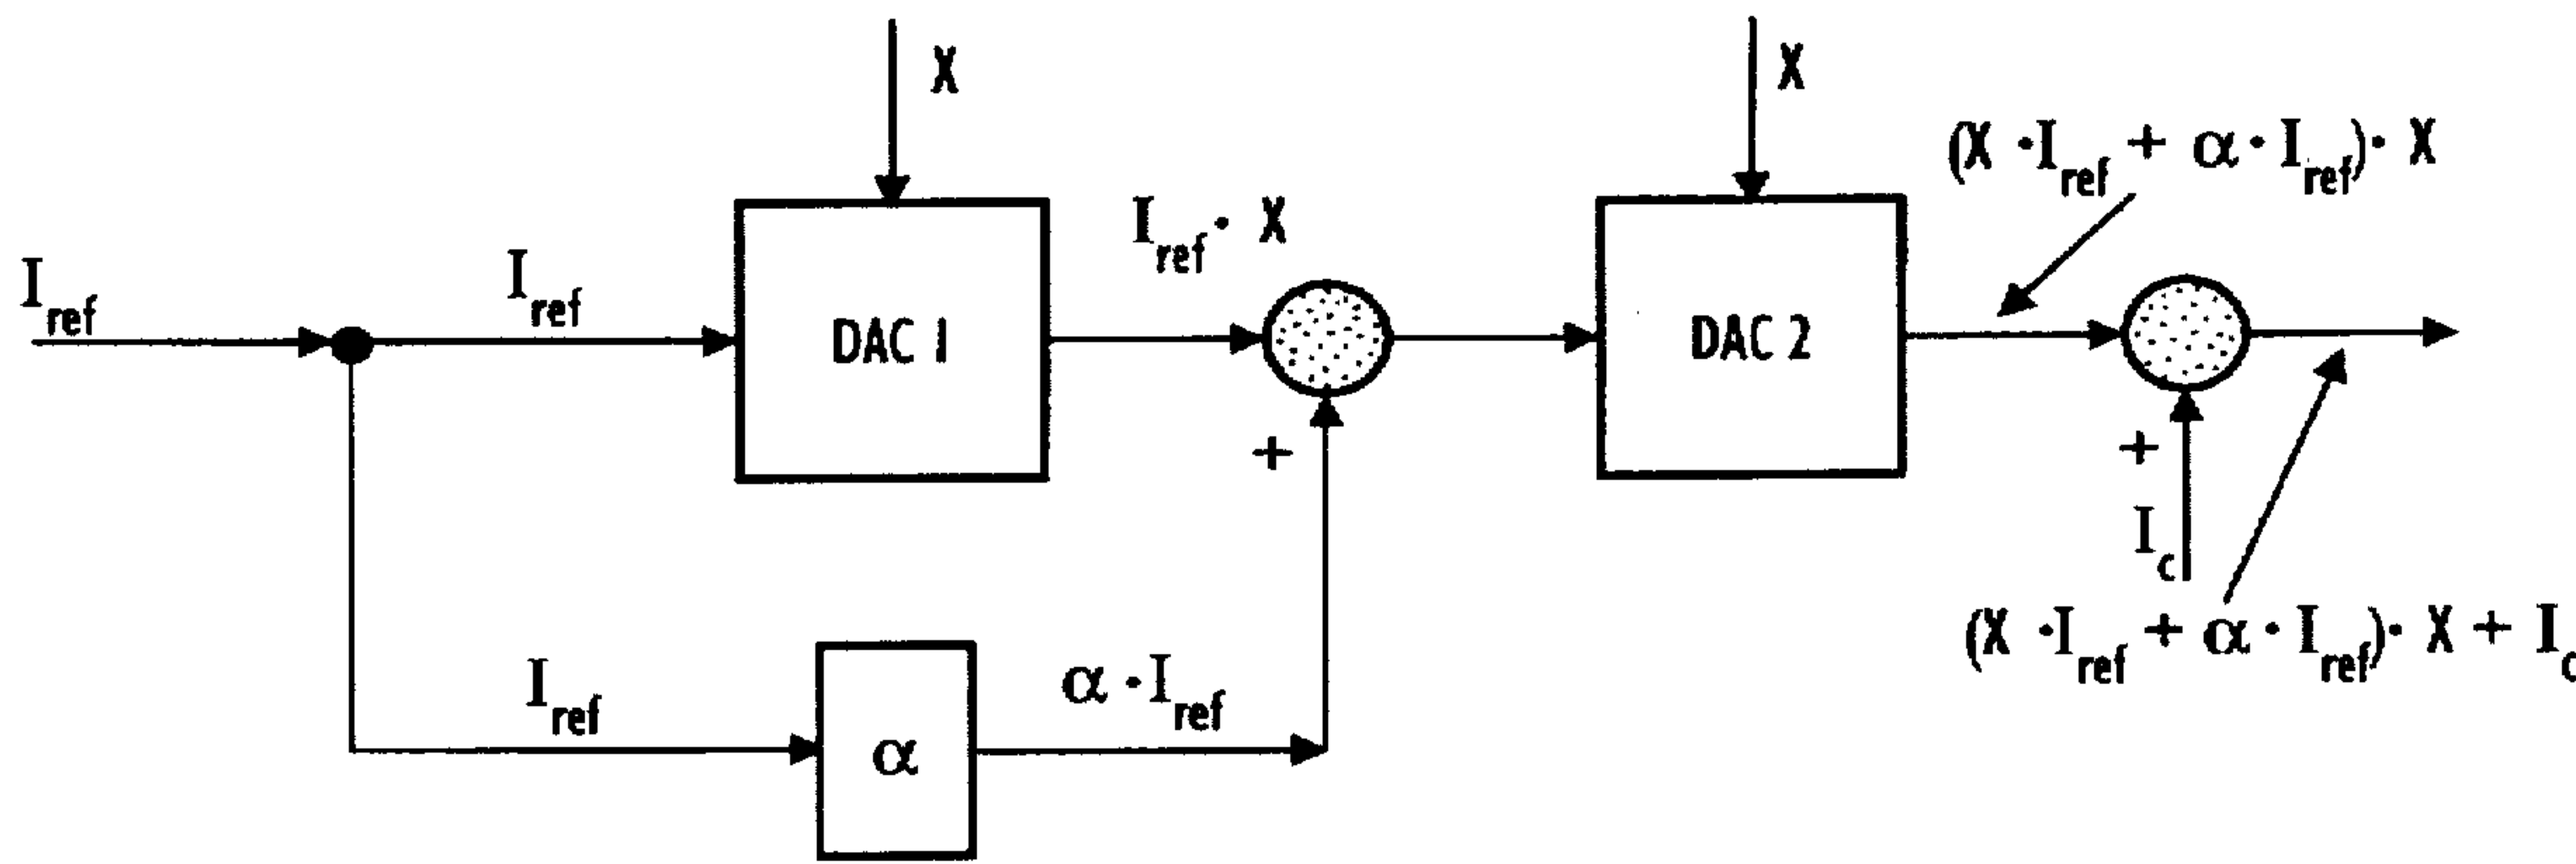 X
X
(X · I_ref + α · I_ref) · X
I_ref · X
I_ref
I_ref
DAC 1
DAC 2
+
+
I_c
(X · I_ref + α · I_ref) · X + I_c
I_ref
α · I_ref
α